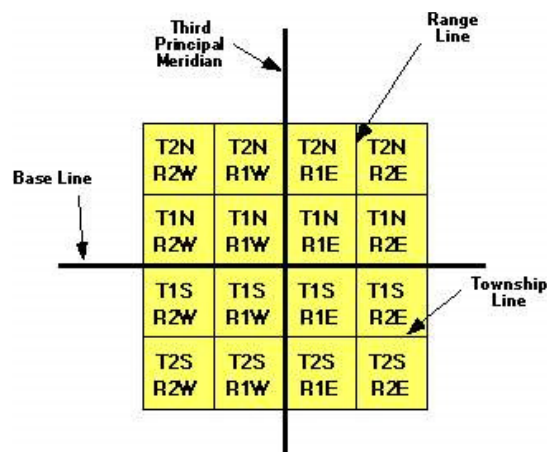 Third
Principal
Meridian
Range
Line
Base Line
T2N T2N T2N T2N
R2W R1W R1E R2E
T1N T1N T1N T1N
R2W R1W R1E R2E
T1S T1S T1S T1S
R2W R1W R1E R2E
Township
Line
T2S T2S T2S T2S
R2W R1W R1E R2E